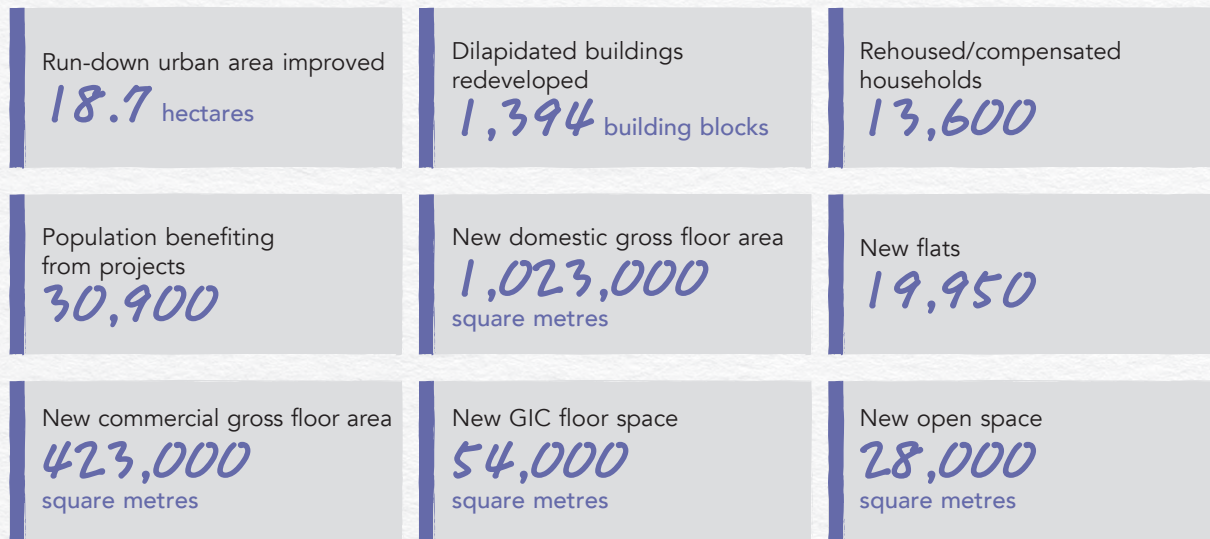 Run-down urban area improved
18.7 hectares
Dilapidated buildings
redeveloped
1,394 building blocks
Rehoused/compensated
households
13,600
Population benefiting
from projects
30,900
New domestic gross floor area
1,023,000
square metres
New flats
19,950
New commercial gross floor area
423,000
square metres
New GIC floor space
54,000
square metres
New open space
28,000
square metres